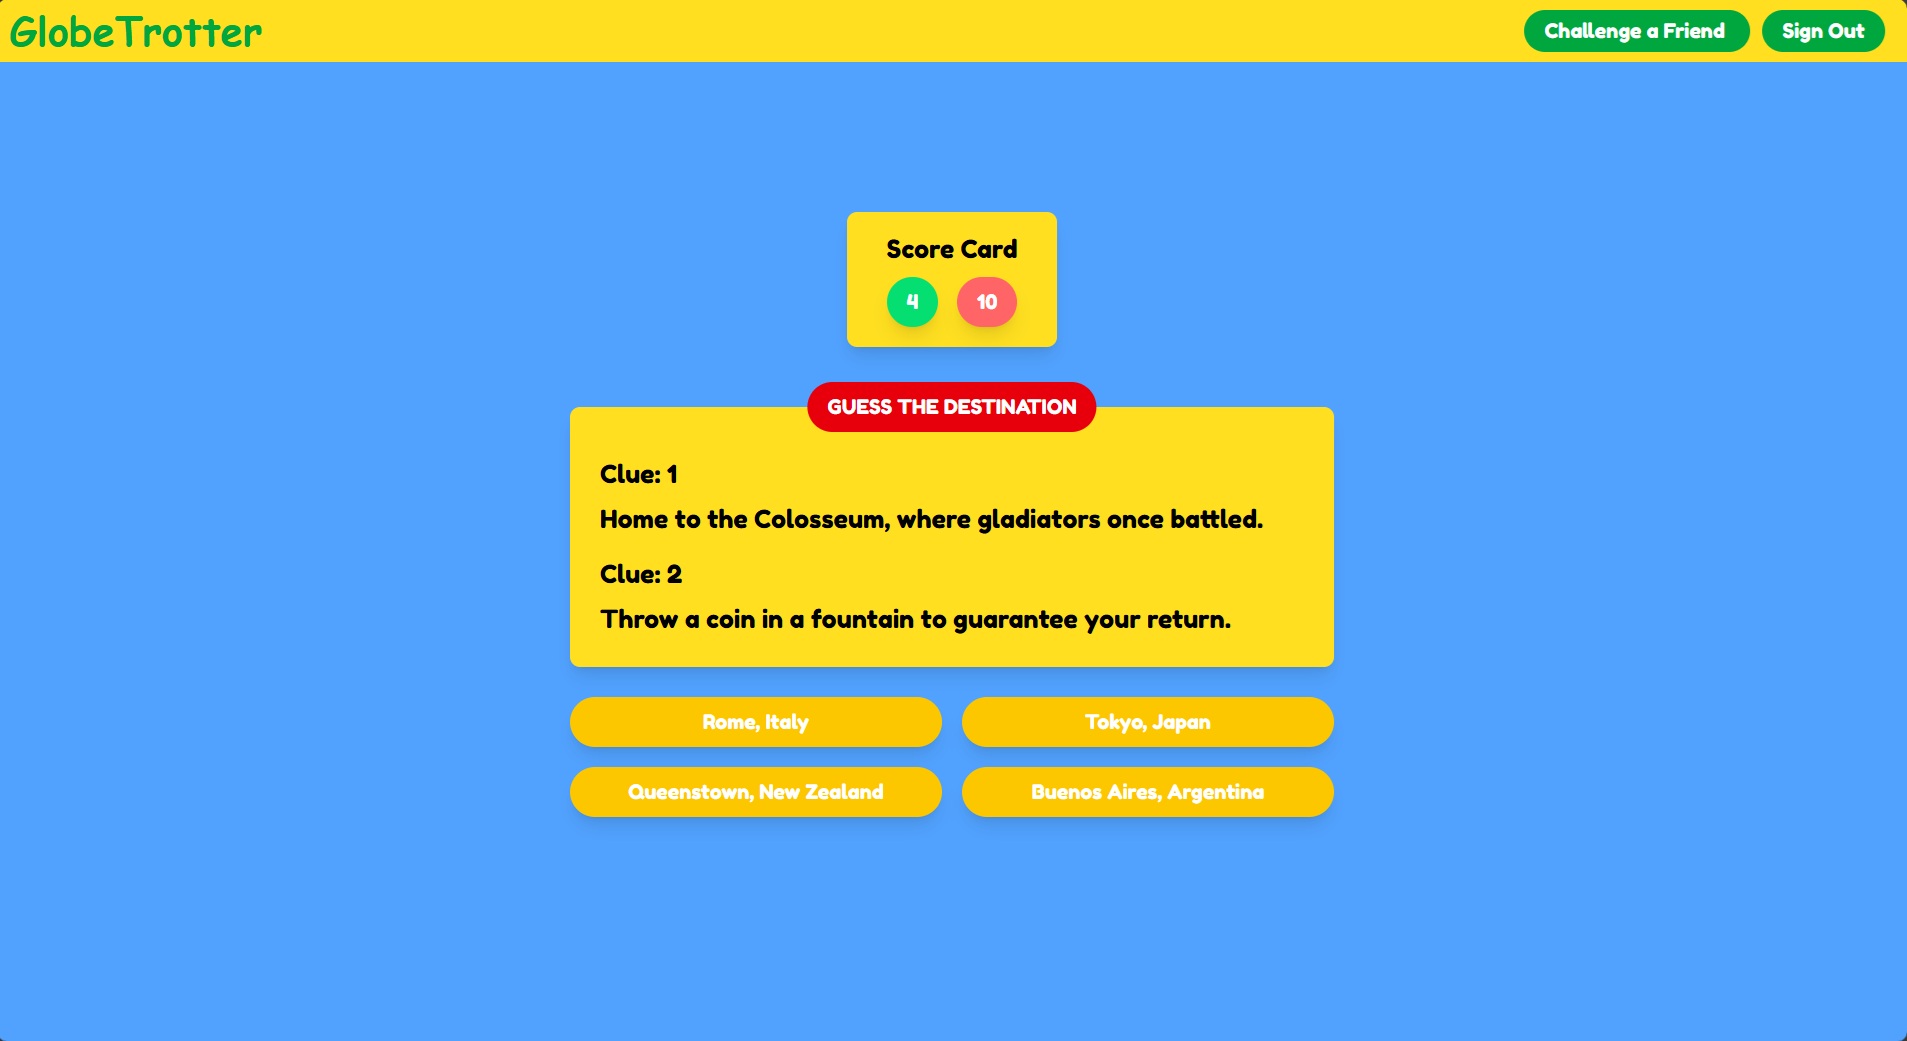 GlobeTrotter
Challenge a Friend
Sign Out
Score Card
4
10
GUESS THE DESTINATION
Clue: 1
Home to the Colosseum, where gladiators once battled.
Clue: 2
Throw a coin in a fountain to guarantee your return.
Rome, Italy
Tokyo, Japan
Queenstown, New Zealand
Buenos Aires, Argentina